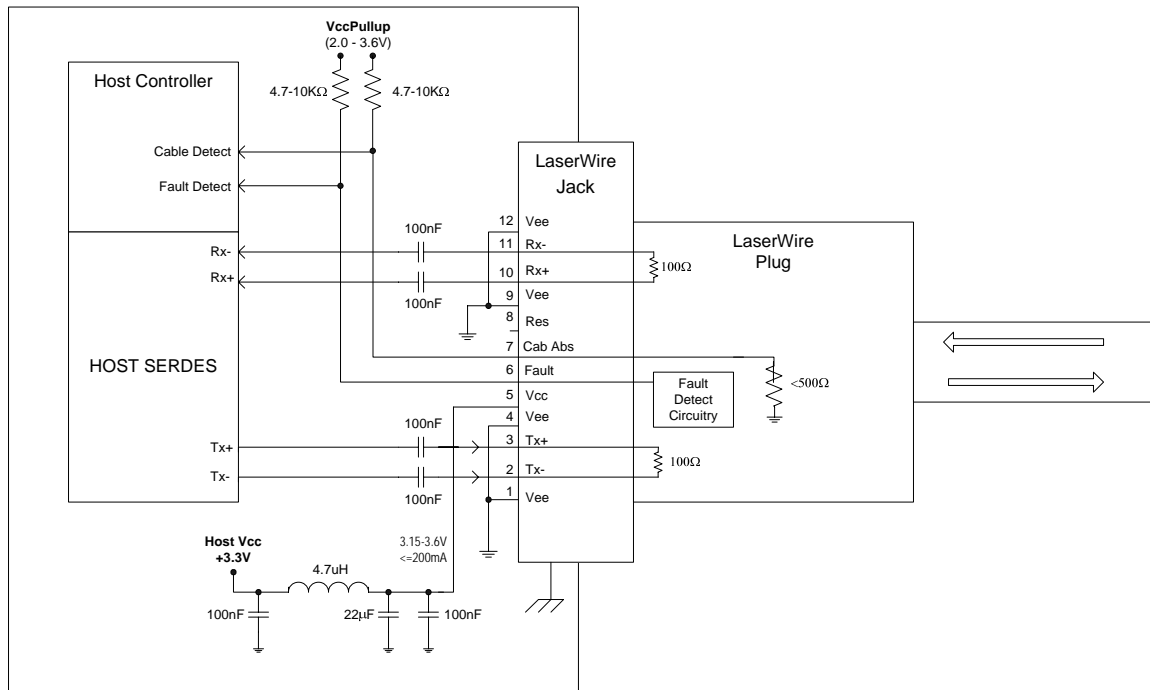 VccPullup
(2.0 - 3.6V)
4.7-10KΩ
4.7-10KΩ
Host Controller
Cable Detect
Fault Detect
LaserWire
Jack
LaserWire
Plug
HOST SERDES
Rx-
Rx+
Tx+
Tx-
100nF
100nF
12 Vee
11 Rx-
10 Rx+
9 Vee
8 Res
7 Cab Abs
6 Fault
5 Vcc
4 Vee
3 Tx+
2 Tx-
1 Vee
100Ω
<500Ω
Fault
Detect
Circuitry
100Ω
100nF
100nF
Host Vcc
+3.3V
3.15-3.6V
<=200mA
4.7uH
100nF
22µF
100nF